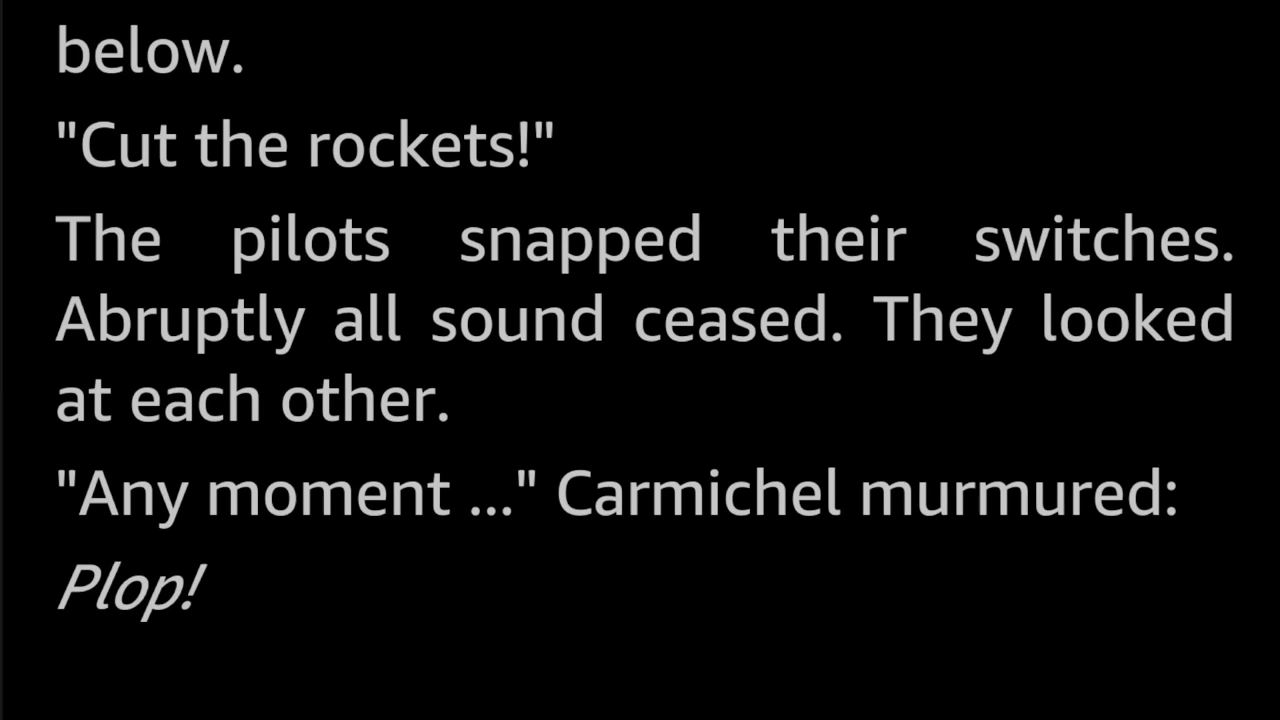 below.
"Cut the rockets!"
The pilots snapped their switches.
Abruptly all sound ceased. They looked
at each other.
"Any moment ..." Carmichel murmured:
Plop!